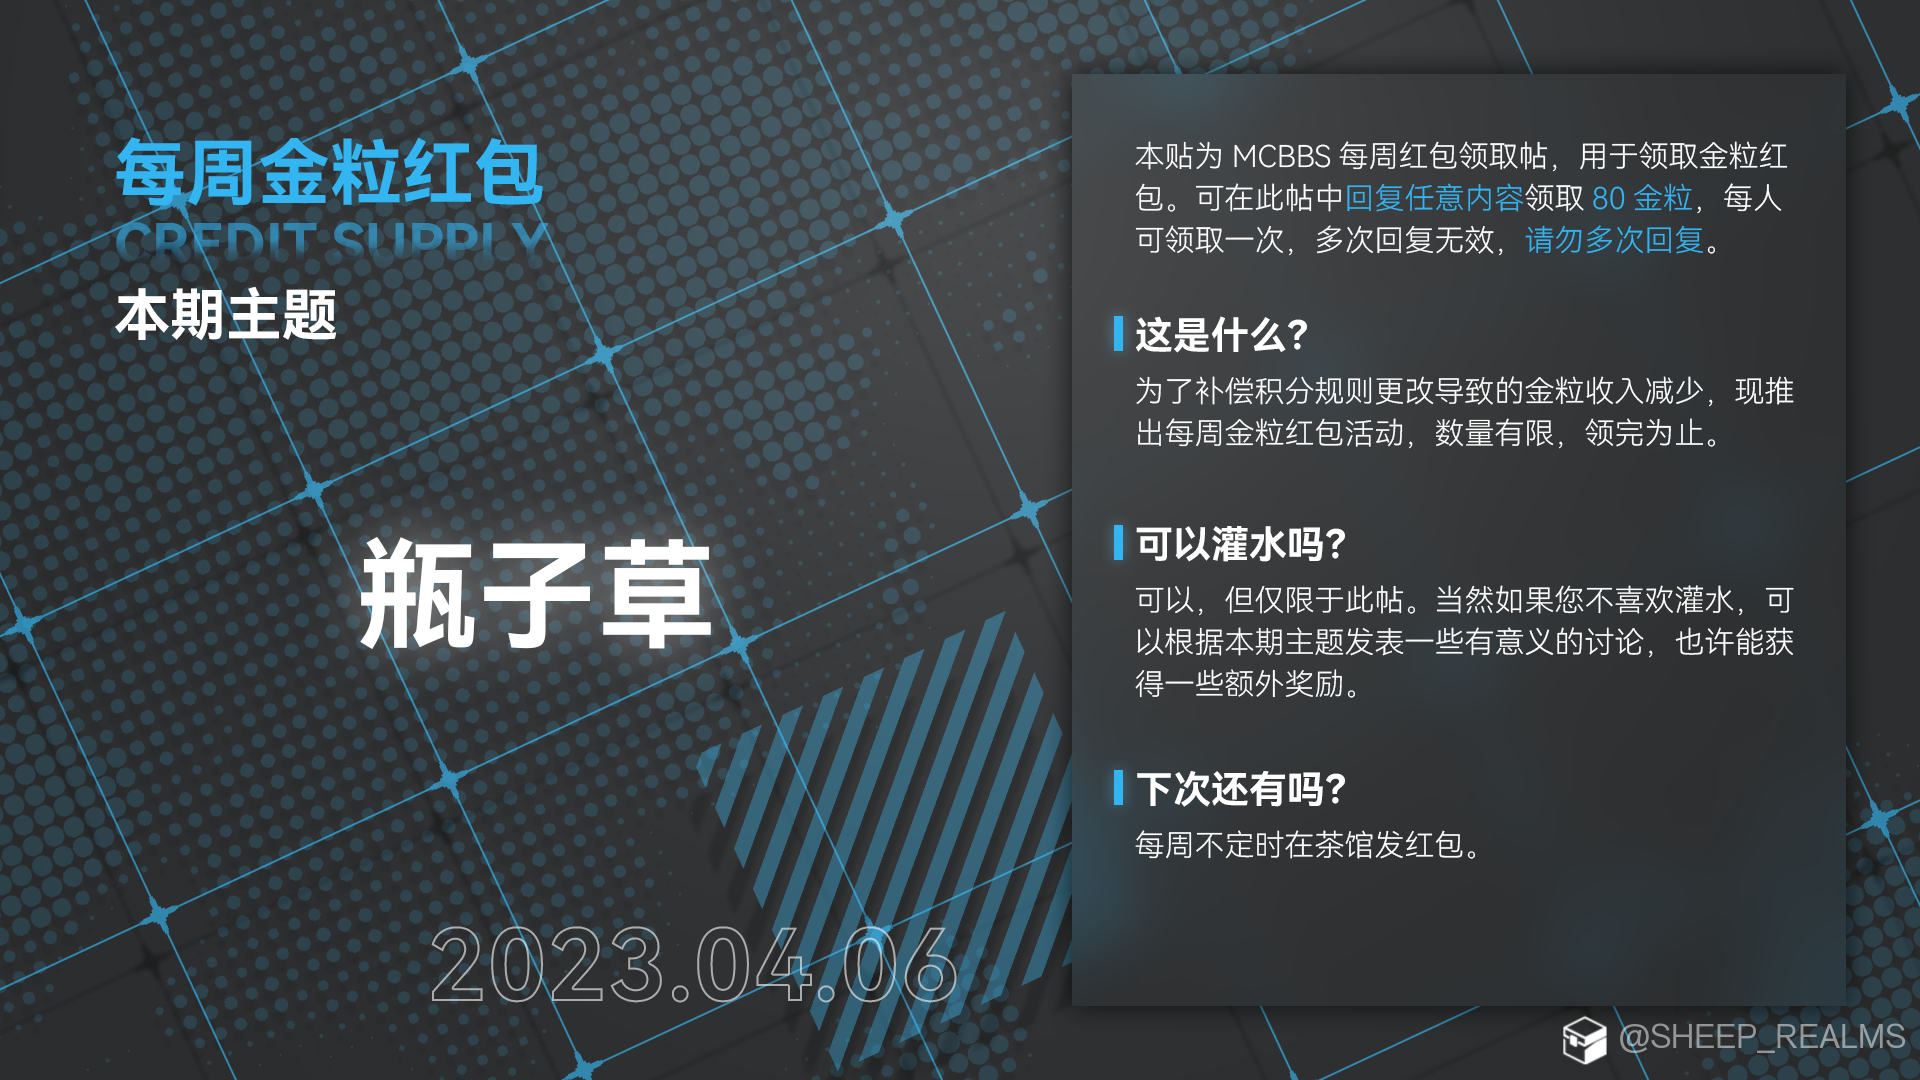 每周金粒红包
CREDIT SUPPLY
本期主题
瓶子草
2023.04.06
本贴为 MCBBS 每周红包领取帖，用于领取金粒红
包。可在此帖中回复任意内容领取 80 金粒，每人
可领取一次，多次回复无效，请勿多次回复。
这是什么?
为了补偿积分规则更改导致的金粒收入减少，现推
出每周金粒红包活动，数量有限，领完为止。
可以灌水吗?
可以，但仅限于此帖。当然如果您不喜欢灌水，可
以根据本期主题发表一些有意义的讨论，也许能获
得一些额外奖励。
下次还有吗?
每周不定时在茶馆发红包。
@SHEEP_REALMS